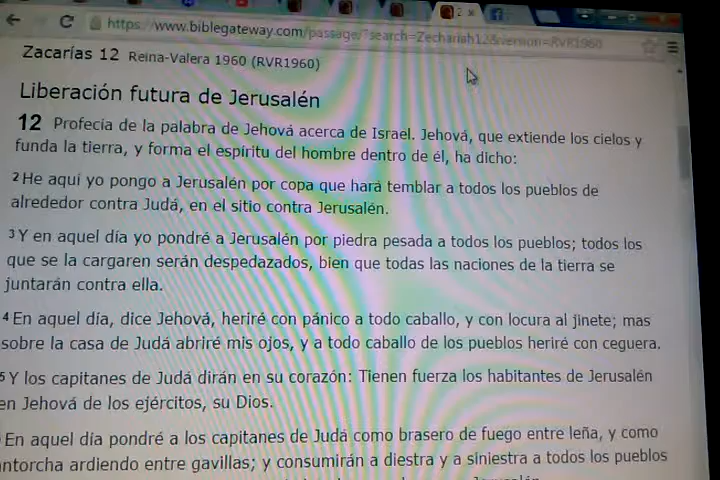 https://www.biblegateway.com/passage/?search=Zechariah12&version=RVR1960
Zacarías 12 Reina-Valera 1960 (RVR1960)
Liberación futura de Jerusalén
12 Profecía de la palabra de Jehová acerca de Israel. Jehová, que extiende los cielos y
funda la tierra, y forma el espíritu del hombre dentro de él, ha dicho:
2 He aquí yo pongo a Jerusalén por copa que hará temblar a todos los pueblos de
alrededor contra Judá, en el sitio contra Jerusalén.
3 Y en aquel día yo pondré a Jerusalén por piedra pesada a todos los pueblos; todos los
que se la cargaren serán despedazados, bien que todas las naciones de la tierra se
juntarán contra ella.
4 En aquel día, dice Jehová, heriré con pánico a todo caballo, y con locura al jinete; mas
sobre la casa de Judá abriré mis ojos, y a todo caballo de los pueblos heriré con ceguera.
5 Y los capitanes de Judá dirán en su corazón: Tienen fuerza los habitantes de Jerusalén
en Jehová de los ejércitos, su Dios.
En aquel día pondré a los capitanes de Judá como brasero de fuego entre leña, y como
antorcha ardiendo entre gavillas; y consumirán a diestra y a siniestra a todos los pueblos